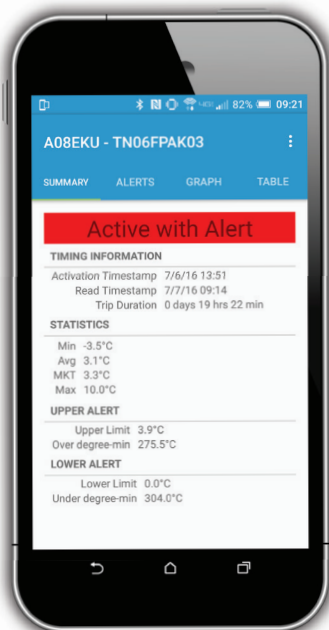 82% 09:21
A08EKU - TN06FPAK03
SUMMARY ALERTS GRAPH TABLE
Active with Alert
TIMING INFORMATION
Activation Timestamp 7/6/16 13:51
Read Timestamp 7/7/16 09:14
Trip Duration 0 days 19 hrs 22 min
STATISTICS
Min -3.5°C
Avg 3.1°C
MKT 3.3°C
Max 10.0°C
UPPER ALERT
Upper Limit 3.9°C
Over degree-min 275.5°C
LOWER ALERT
Lower Limit 0.0°C
Under degree-min 304.0°C